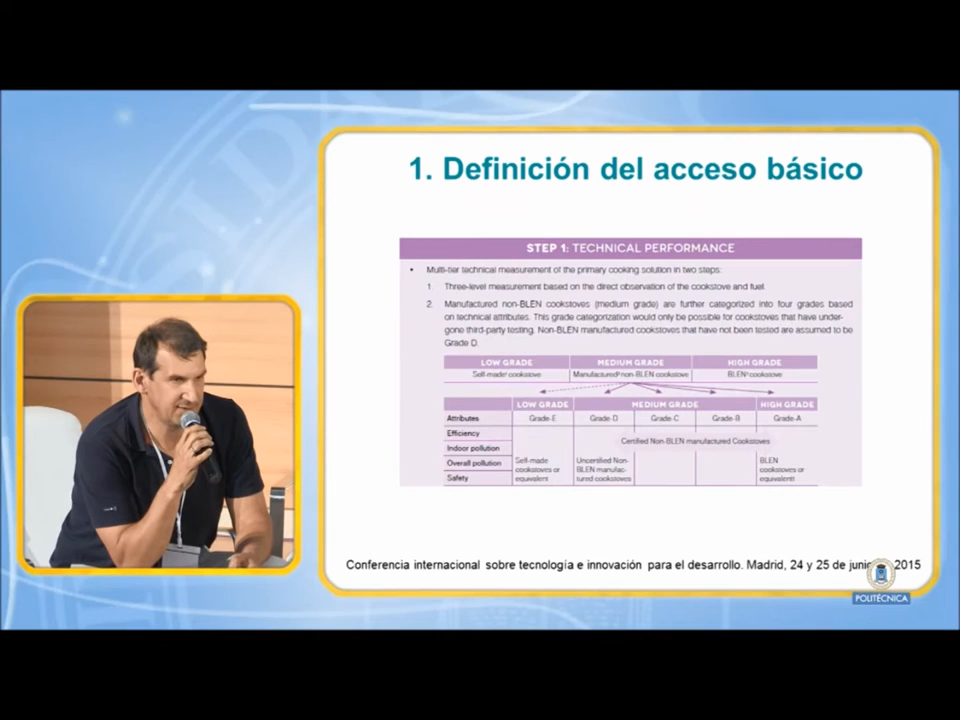 1. Definición del acceso básico
STEP 1: TECHNICAL PERFORMANCE
• Multi-tier technical measurement of the primary cooking solution in two steps:
1. Three-level measurement based on the direct observation of the cookstove and fuel.
2. Manufactured non-BLEN cookstoves (medium grade) are further categorized into four grades based
on technical attributes. This grade categorization would only be possible for cookstoves that have under-
gone third-party testing. Non-BLEN manufactured cookstoves that have not been tested are assumed to be
Grade D.
LOW GRADE MEDIUM GRADE HIGH GRADE
Self-made cookstove Manufactured non-BLEN cookstove BLEN cookstove
LOW GRADE MEDIUM GRADE HIGH GRADE
Attributes Grade-E Grade-D Grade-C Grade-B Grade-A
Efficiency
Certified Non-BLEN manufactured Cookstoves
Indoor pollution
Overall pollution
Safety
Self-made
cookstoves or
equivalent
Uncertified Non-
BLEN manufac-
tured cookstoves
BLEN
cookstoves or
equivalent
Conferencia internacional sobre tecnología e innovación para el desarrollo. Madrid, 24 y 25 de 2015
POLITÉCNICA